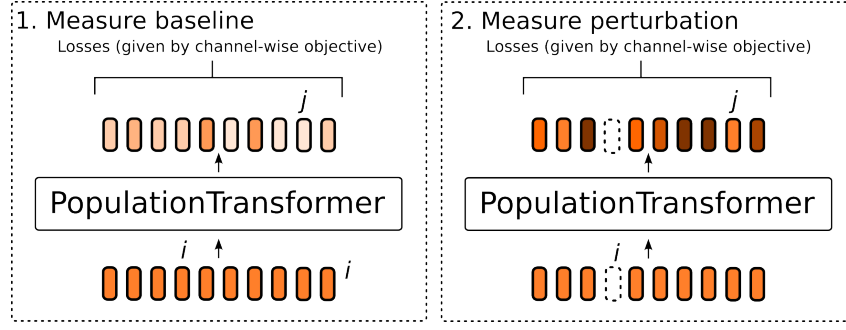 1. Measure baseline
Losses (given by channel-wise objective)
j
PopulationTransformer
i
i
2. Measure perturbation
Losses (given by channel-wise objective)
j
PopulationTransformer
i